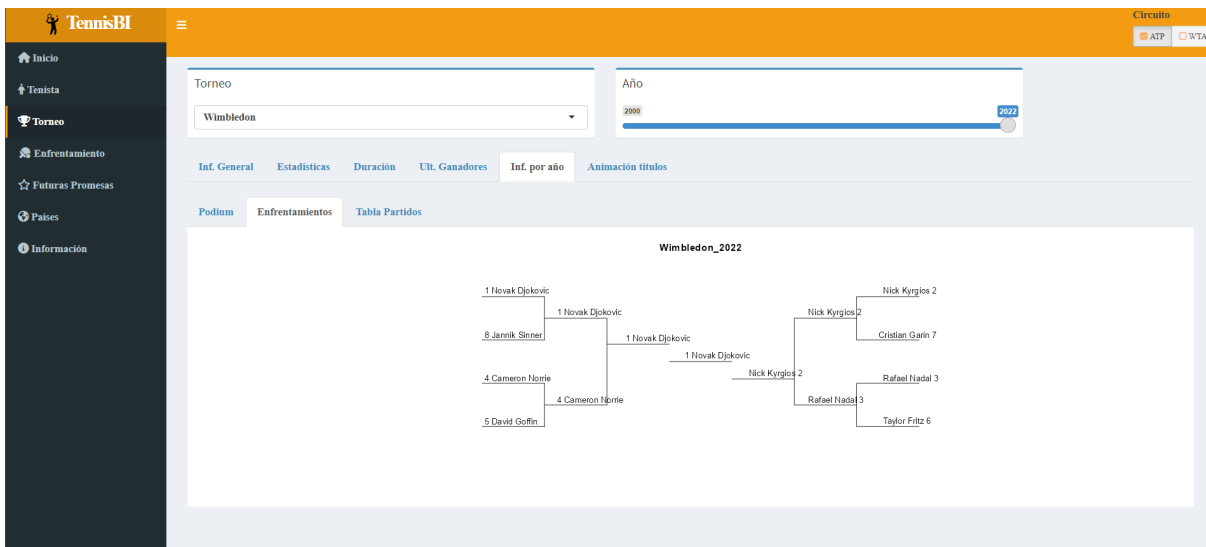 TennisBI
Circuito
ATP WTA
Inicio
Tenista
Torneo
Enfrentamiento
Futuras Promesas
Países
Información
Torneo
Wimbledon
Año
2000 2022
Inf. General Estadísticas Duración Ult. Ganadores Inf. por año Animación títulos
Podium Enfrentamientos Tabla Partidos
Wimbledon_2022
1 Novak Djokovic
8 Jannik Sinner
4 Cameron Norrie
5 David Goffin
1 Novak Djokovic
4 Cameron Norrie
1 Novak Djokovic
1 Novak Djokovic
Nick Kyrgios 2
Nick Kyrgios 2
Rafael Nadal 3
Nick Kyrgios 2
Cristian Garin 7
Rafael Nadal 3
Taylor Fritz 6